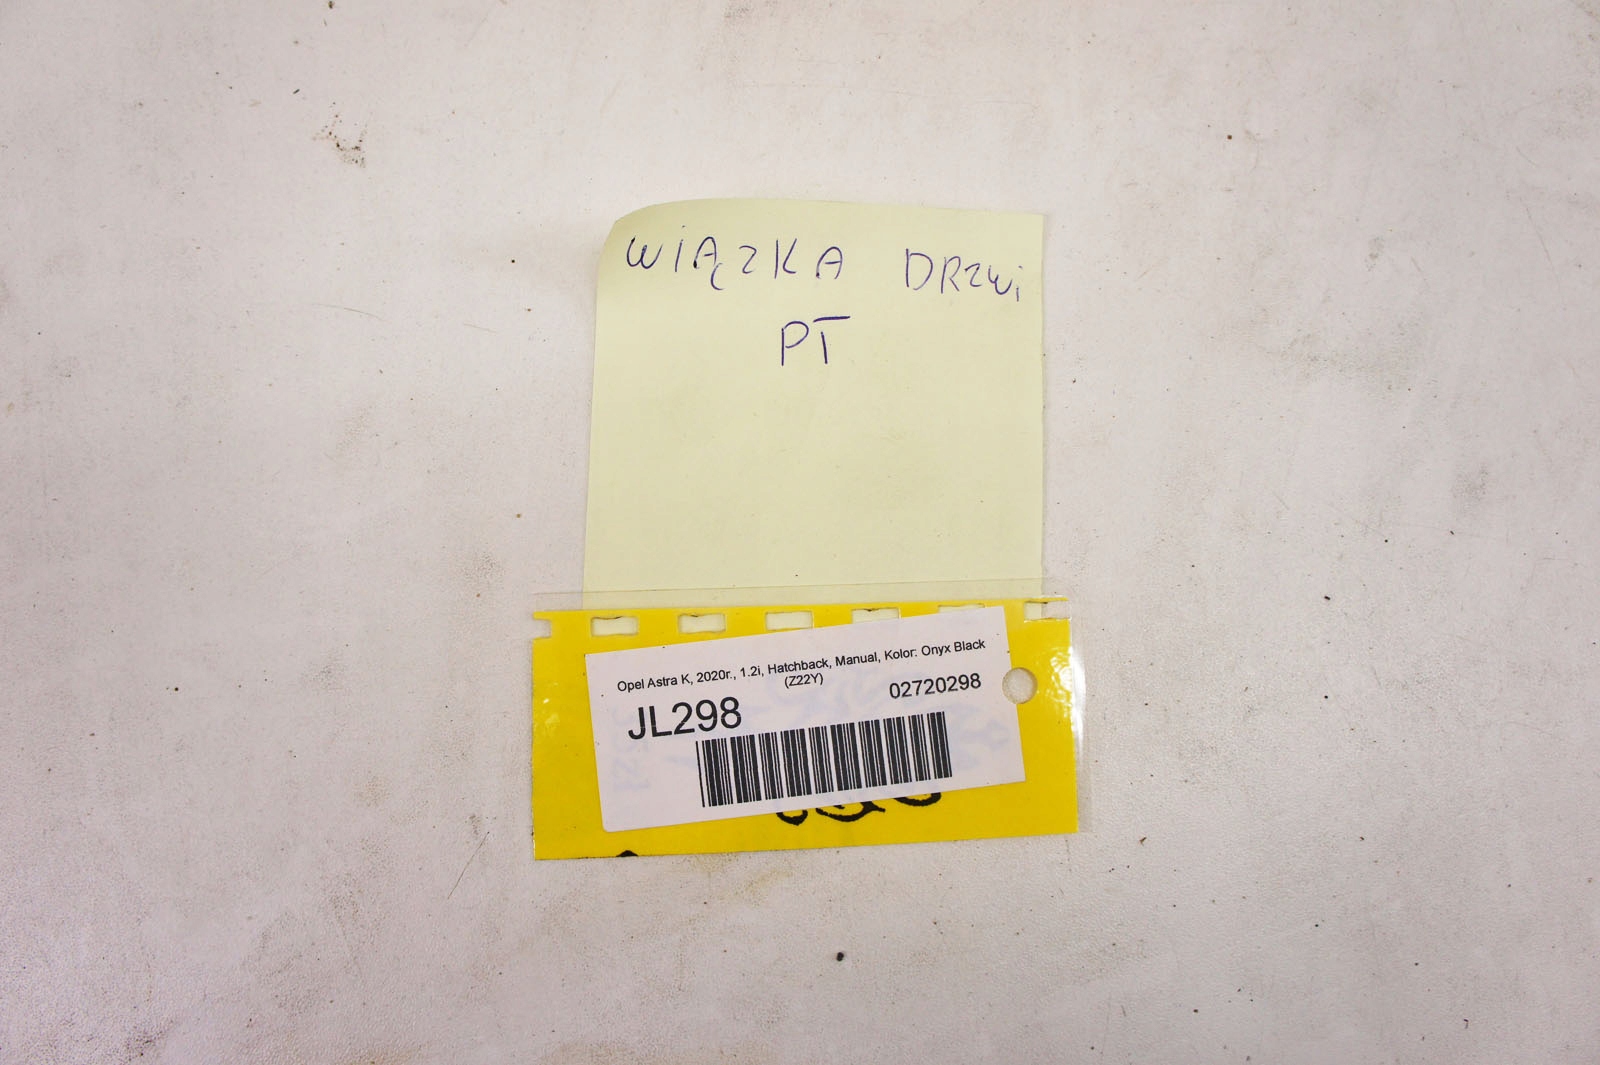 WIĄZKA DRZWi
PT
Opel Astra K, 2020r., 1.2i, Hatchback, Manual, Kolor: Onyx Black
(Z22Y)
JL298
02720298